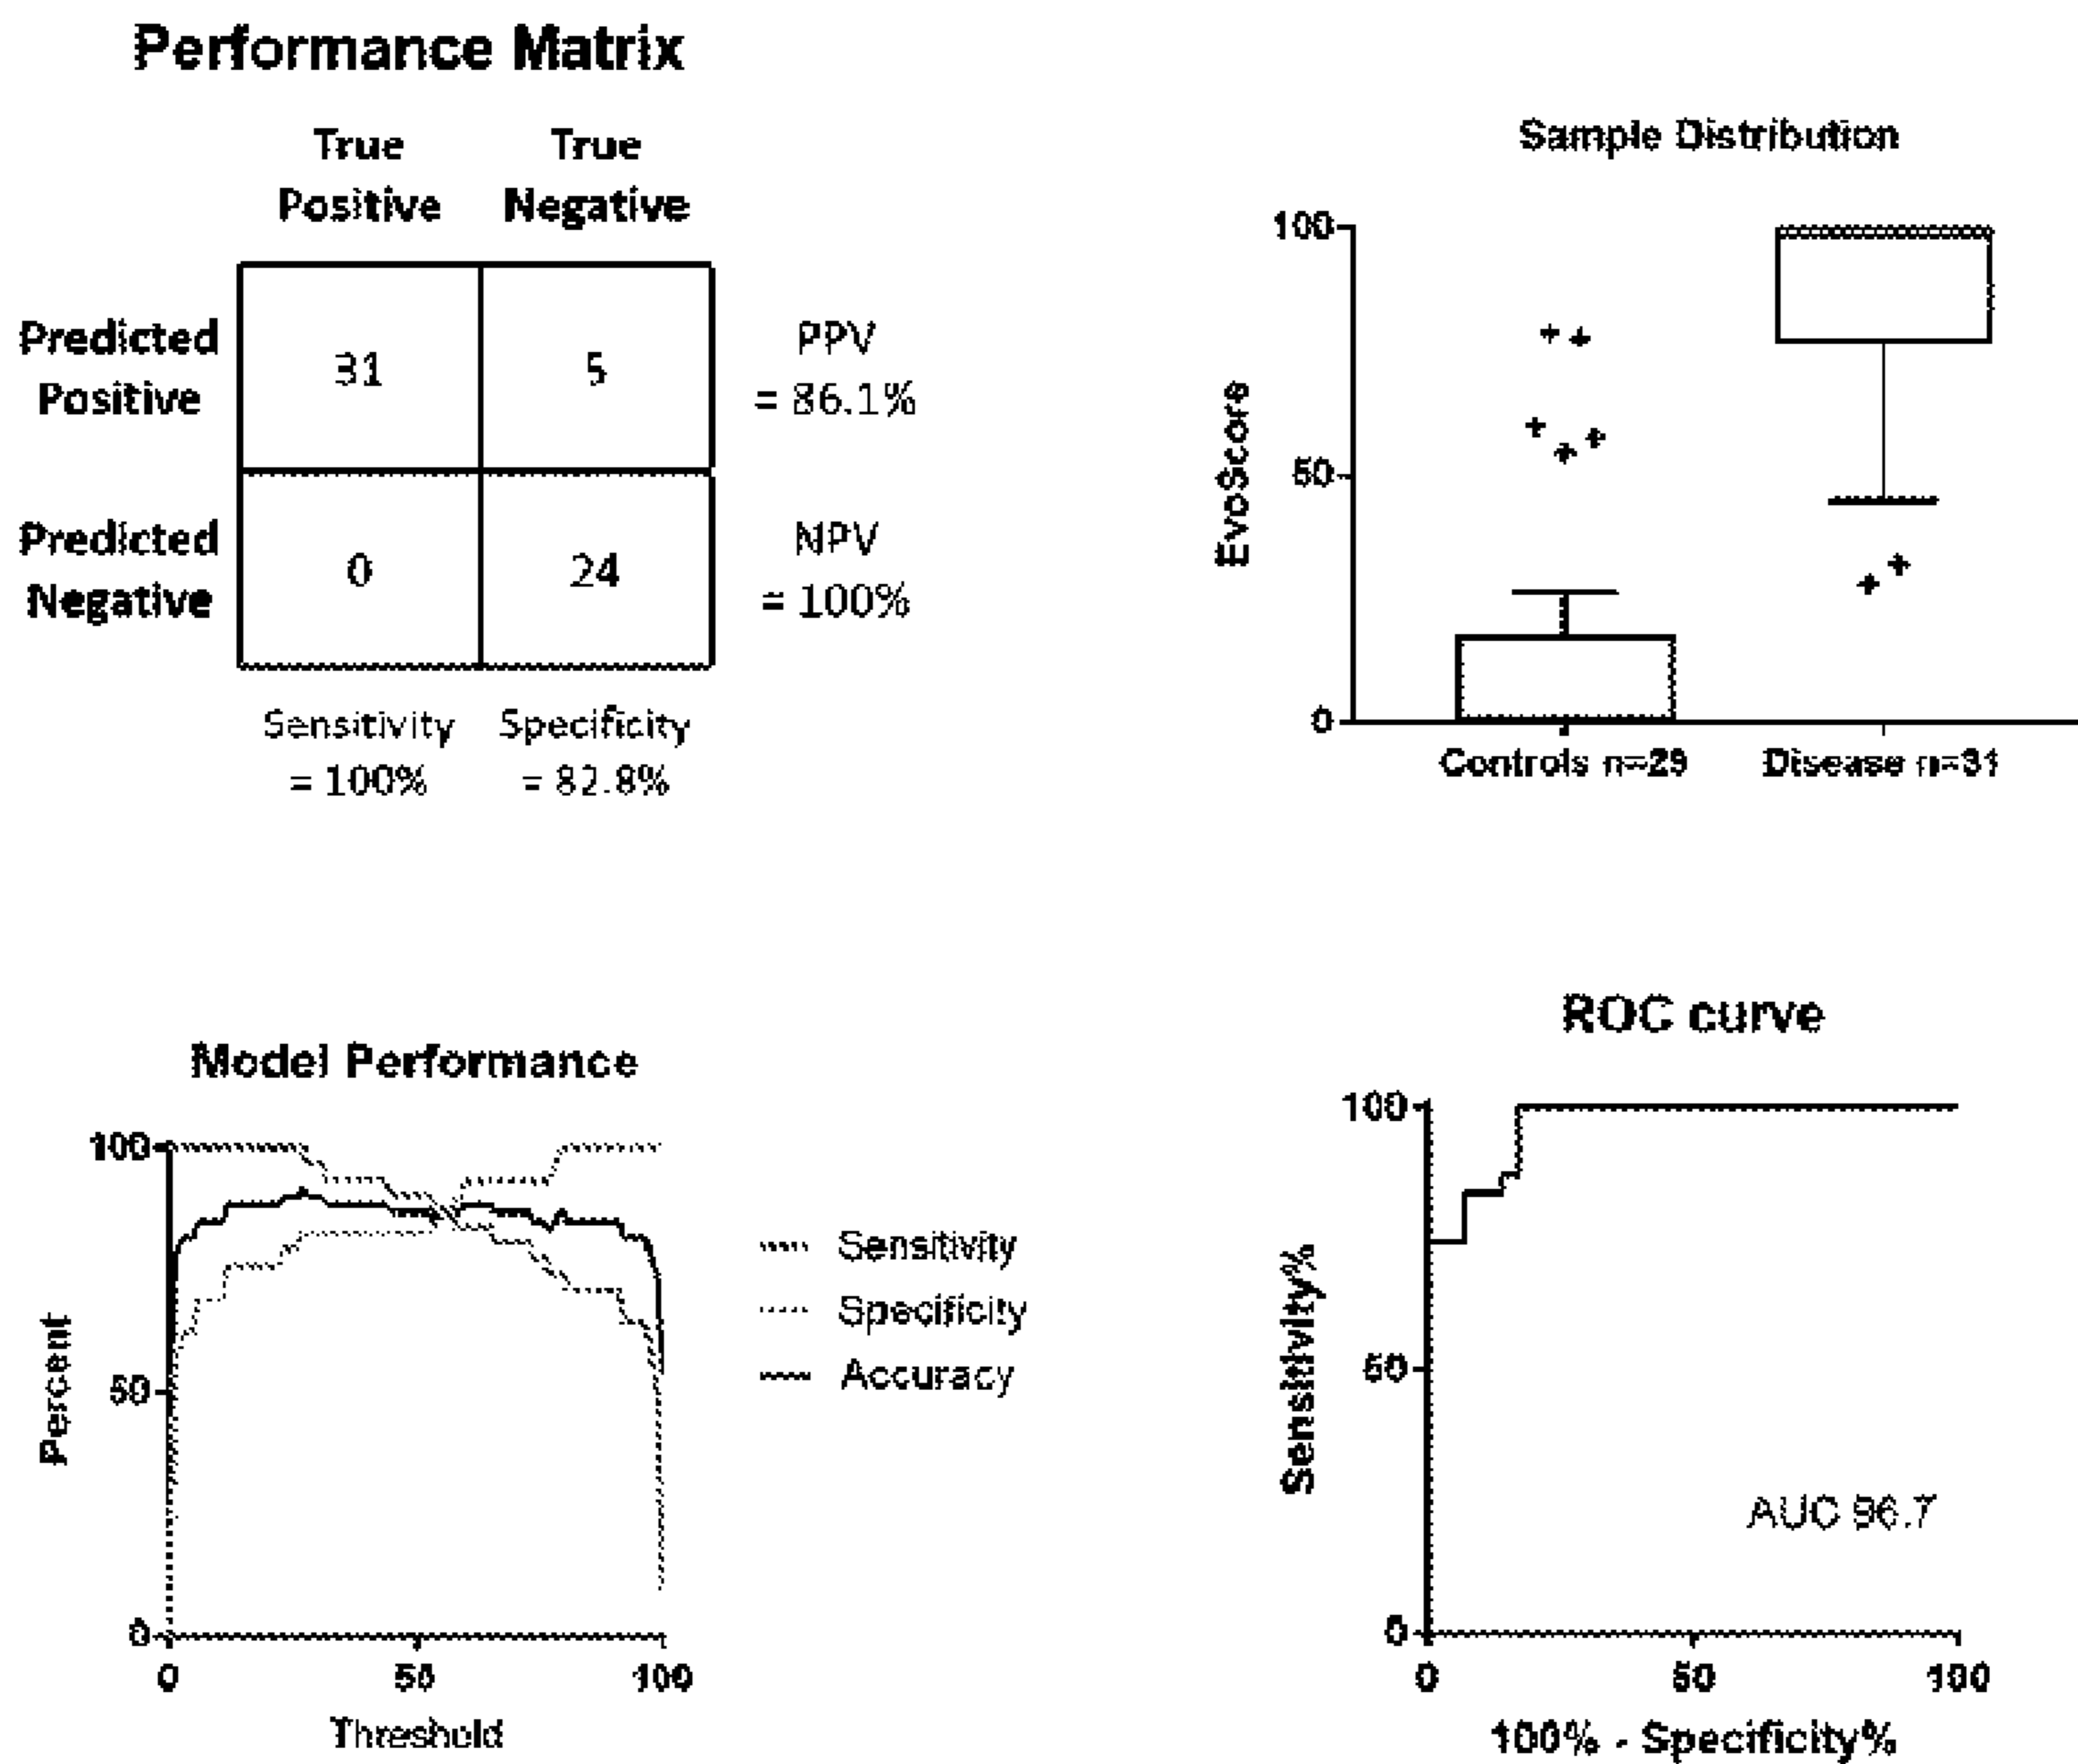 Performance Matrix
True
Positive
True
Negative
Predicted
Positive
31
5
PPV
= 86.1%
Predicted
Negative
0
24
NPV
= 100%
Sensitivity
= 100%
Specificity
= 82.8%
Sample Distribution
EvoScore
100
50
0
Controls n=29
Disease n=31
Model Performance
Percent
100
50
0
0
50
100
Threshold
Sensitivity
Specificity
Accuracy
ROC curve
Sensitivity%
100
50
0
AUC 96.7
0
50
100
100% - Specificity%